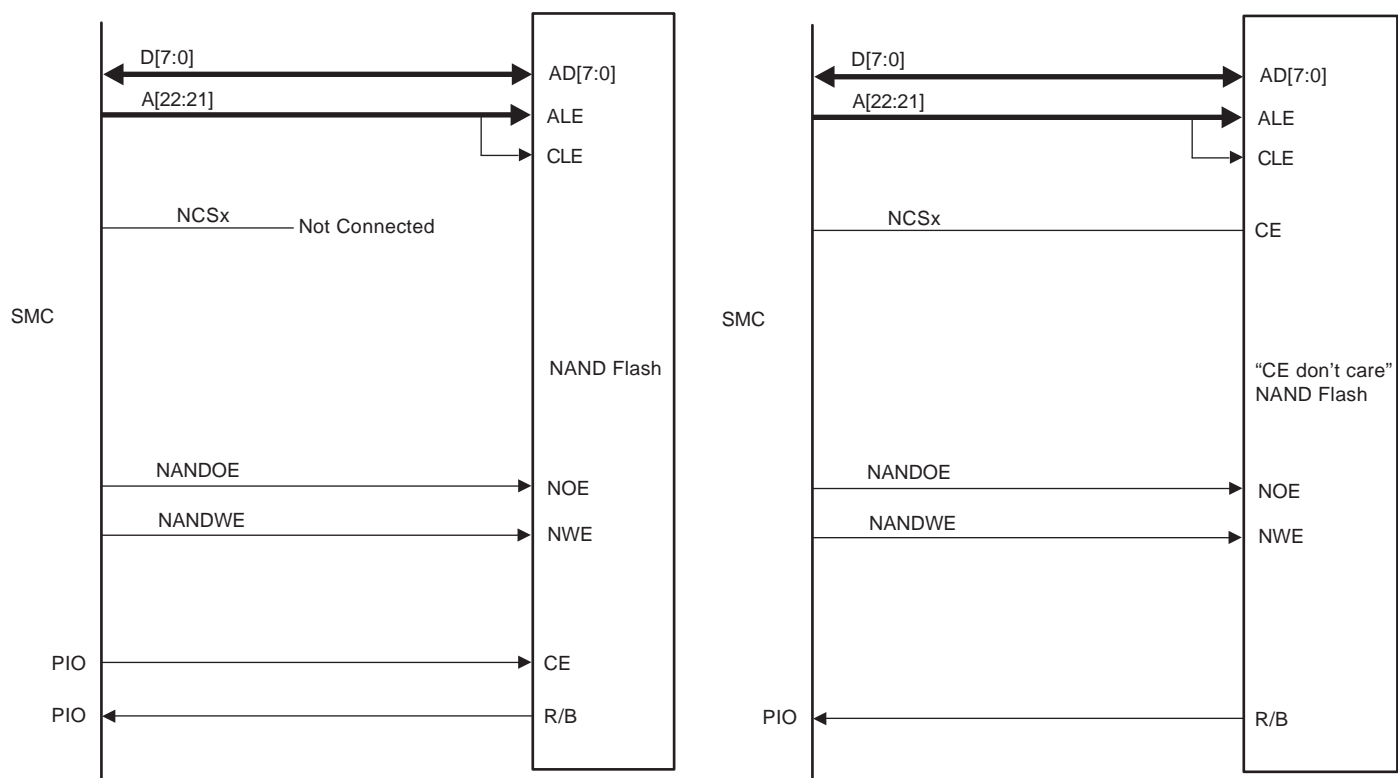 D[7:0]
AD[7:0]
A[22:21]
ALE
CLE
NCSx
Not Connected
SMC
NAND Flash
NANDOE
NOE
NANDWE
NWE
PIO
CE
PIO
R/B
D[7:0]
AD[7:0]
A[22:21]
ALE
CLE
NCSx
CE
SMC
“CE don’t care”
NAND Flash
NANDOE
NOE
NANDWE
NWE
PIO
R/B